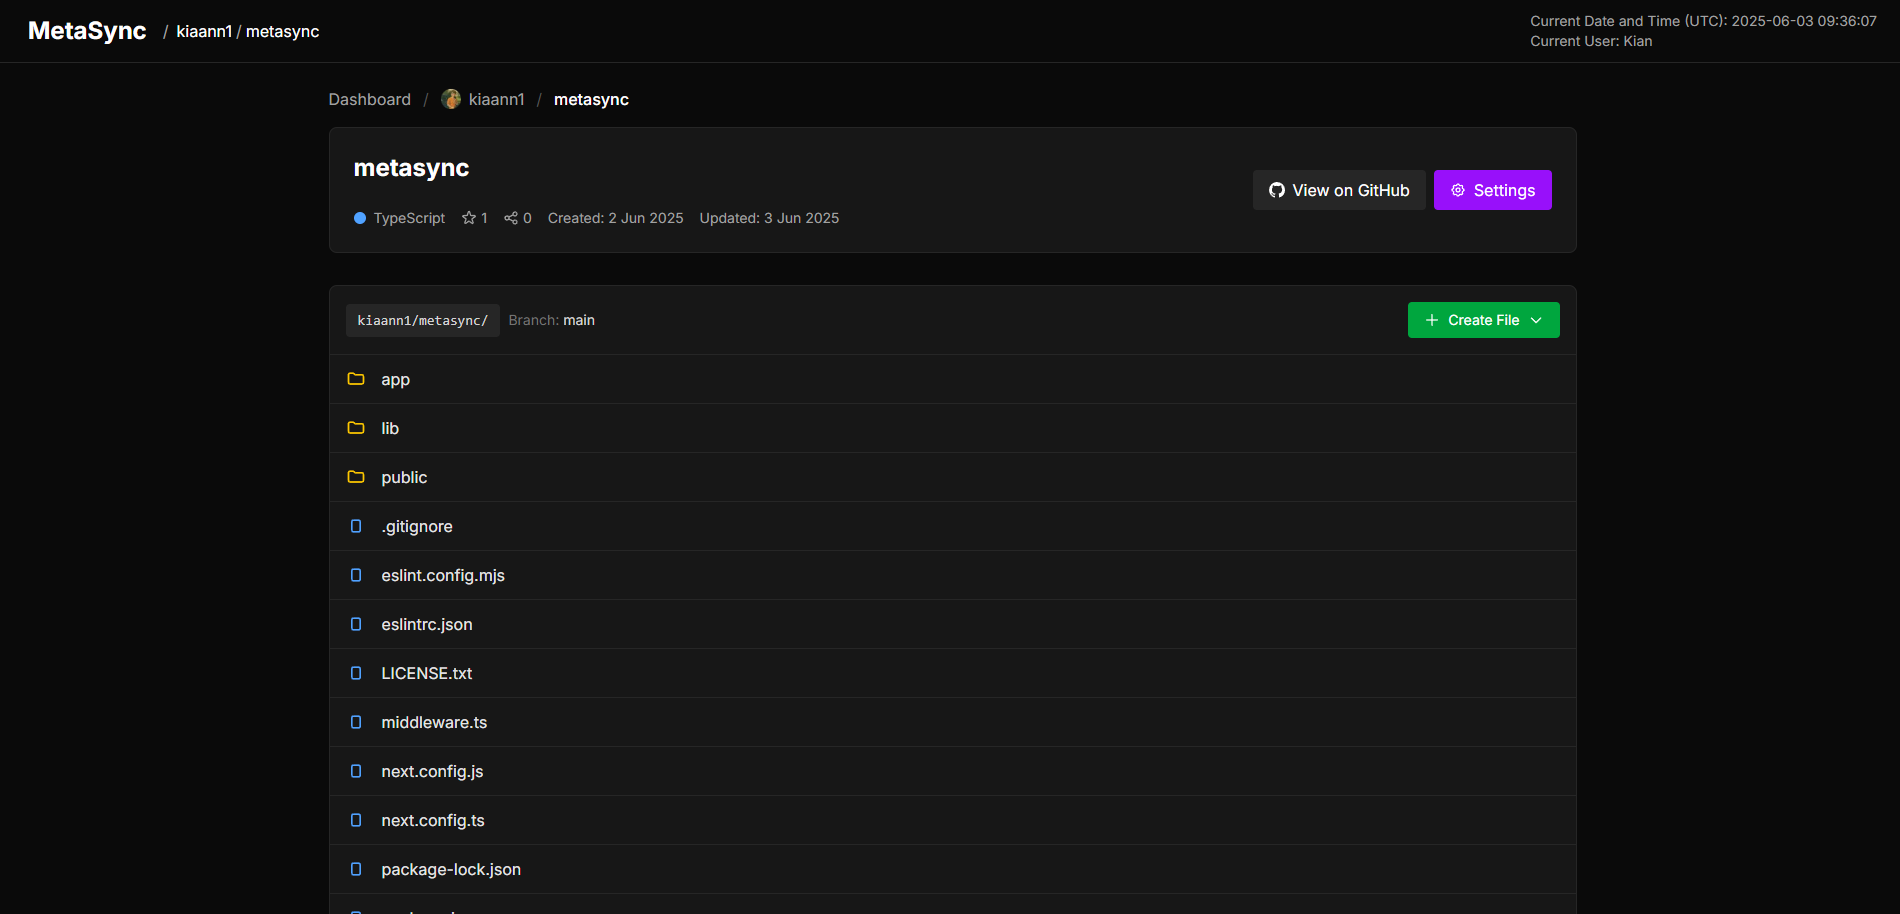 MetaSync / kiaann1 / metasync
Current Date and Time (UTC): 2025-06-03 09:36:07
Current User: Kian
Dashboard / kiaann1 / metasync
metasync
TypeScript 1 0 Created: 2 Jun 2025 Updated: 3 Jun 2025
View on GitHub
Settings
kiaann1/metasync/ Branch: main
Create File
app
lib
public
.gitignore
eslint.config.mjs
eslintrc.json
LICENSE.txt
middleware.ts
next.config.js
next.config.ts
package-lock.json